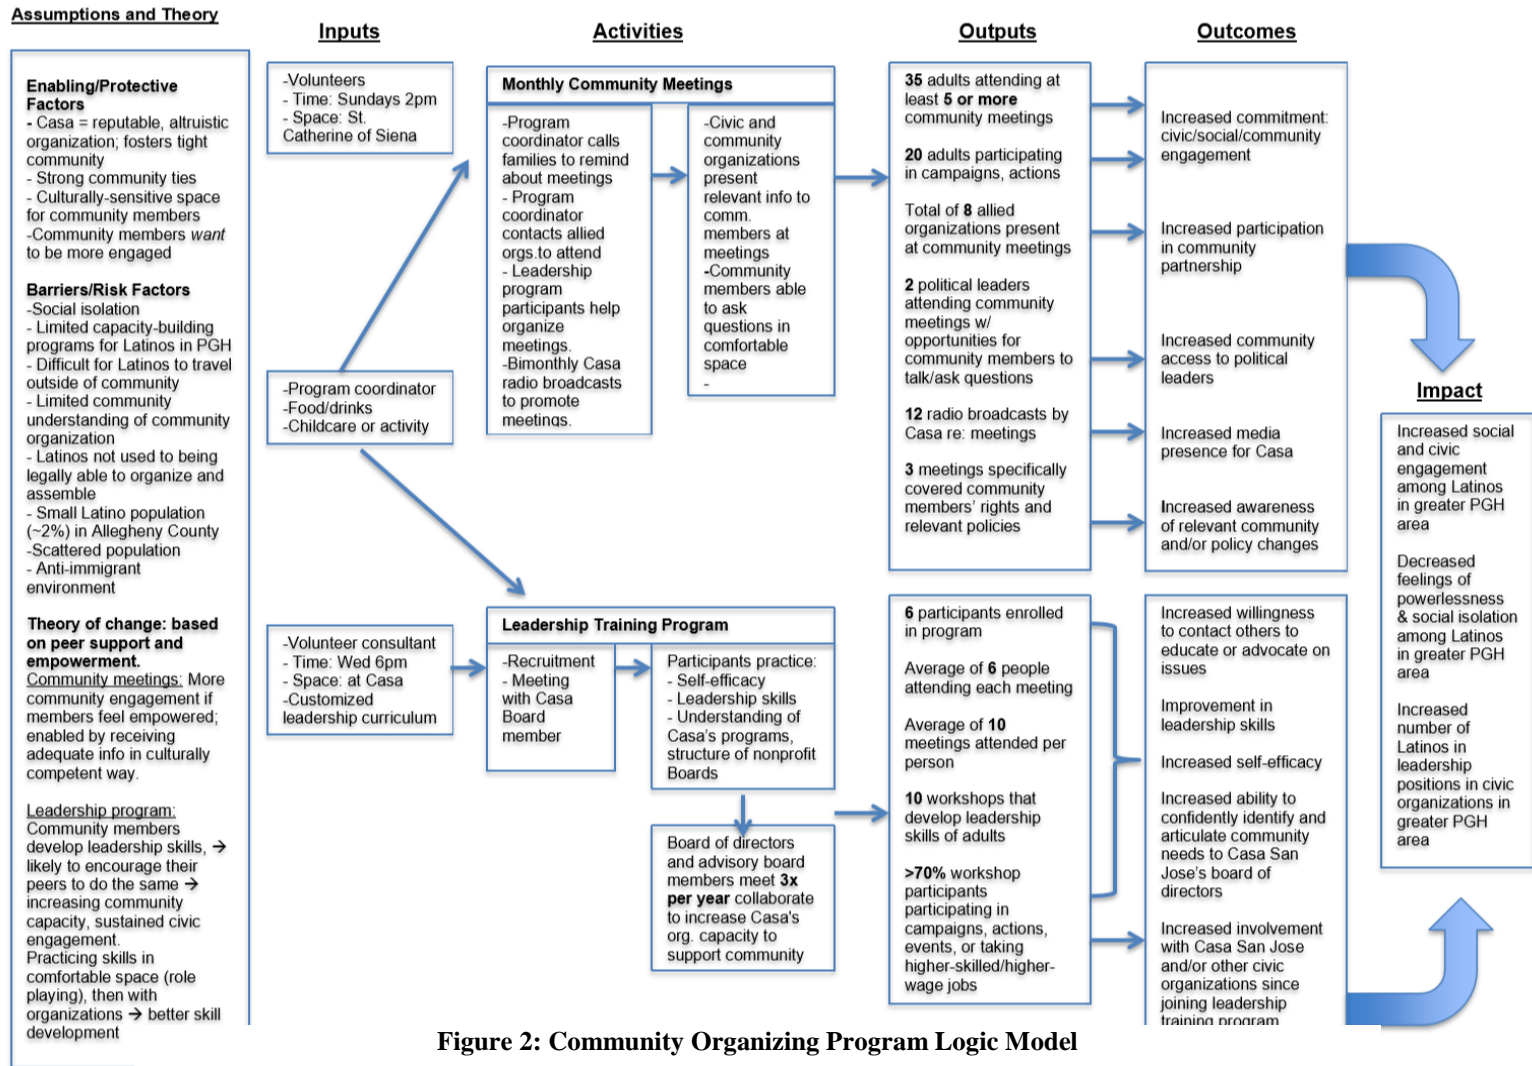 Assumptions and Theory
Enabling/Protective
Factors
- Casa = reputable, altruistic
organization; fosters tight
community
- Strong community ties
- Culturally-sensitive space
for community members
-Community members want
to be more engaged
Barriers/Risk Factors
-Social isolation
- Limited capacity-building
programs for Latinos in PGH
- Difficult for Latinos to travel
outside of community
- Limited community
understanding of community
organization
- Latinos not used to being
legally able to organize and
assemble
- Small Latino population
(~2%) in Allegheny County
-Scattered population
- Anti-immigrant
environment
Theory of change: based
on peer support and
empowerment.
Community meetings: More
community engagement if
members feel empowered;
enabled by receiving
adequate info in culturally
competent way.
Leadership program:
Community members
develop leadership skills, →
likely to encourage their
peers to do the same →
increasing community
capacity, sustained civic
engagement.
Practicing skills in
comfortable space (role
playing), then with
organizations → better skill
development
Inputs
-Volunteers
- Time: Sundays 2pm
- Space: St.
Catherine of Siena
-Program coordinator
-Food/drinks
-Childcare or activity
-Volunteer consultant
- Time: Wed 6pm
- Space: at Casa
-Customized
leadership curriculum
Activities
Monthly Community Meetings
-Program
coordinator calls
families to remind
about meetings
- Program
coordinator
contacts allied
orgs.to attend
- Leadership
program
participants help
organize
meetings.
-Bimonthly Casa
radio broadcasts
to promote
meetings.
-Civic and
community
organizations
present
relevant info to
comm.
members at
meetings
-Community
members able
to ask
questions in
comfortable
space
-
Leadership Training Program
-Recruitment
- Meeting
with Casa
Board
member
Participants practice:
- Self-efficacy
- Leadership skills
- Understanding of
Casa's programs,
structure of nonprofit
Boards
Board of directors
and advisory board
members meet 3x
per year collaborate
to increase Casa's
org. capacity to
support community
Outputs
35 adults attending at
least 5 or more
community meetings
20 adults participating
in campaigns, actions
Total of 8 allied
organizations present
at community meetings
2 political leaders
attending community
meetings w/
opportunities for
community members to
talk/ask questions
12 radio broadcasts by
Casa re: meetings
3 meetings specifically
covered community
members' rights and
relevant policies
6 participants enrolled
in program
Average of 6 people
attending each meeting
Average of 10
meetings attended per
person
10 workshops that
develop leadership
skills of adults
>70% workshop
participants
participating in
campaigns, actions,
events, or taking
higher-skilled/higher-
wage jobs
Outcomes
Increased commitment:
civic/social/community
engagement
Increased participation
in community
partnership
Increased community
access to political
leaders
Increased media
presence for Casa
Increased awareness
of relevant community
and/or policy changes
Increased willingness
to contact others to
educate or advocate on
issues
Improvement in
leadership skills
Increased self-efficacy
Increased ability to
confidently identify and
articulate community
needs to Casa San
Jose's board of
directors
Increased involvement
with Casa San Jose
and/or other civic
organizations since
joining leadership
training program
Impact
Increased social
and civic
engagement
among Latinos
in greater PGH
area
Decreased
feelings of
powerlessness
& social isolation
among Latinos
in greater PGH
area
Increased
number of
Latinos in
leadership
positions in civic
organizations in
greater PGH
area
Figure 2: Community Organizing Program Logic Model